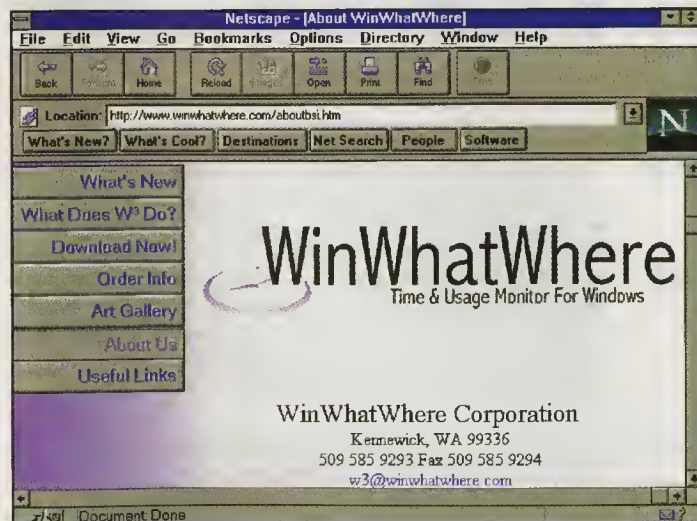 Netscape - [About WinWhatWhere]
File Edit View Go Bookmarks Options Directory Window Help
Back Forward Home Reload Images Open Print Find Stop
Location: http://www.winwhatwhere.com/aboutbsi.htm
N
What's New? What's Cool? Destinations Net Search People Software
What's New
What Does W³ Do?
Download Now!
Order Info
Art Gallery
About Us
Useful Links
WinWhatWhere
Time & Usage Monitor For Windows
WinWhatWhere Corporation
Kennewick, WA 99336
509 585 9293 Fax 509 585 9294
w3@winwhatwhere.com
Document Done